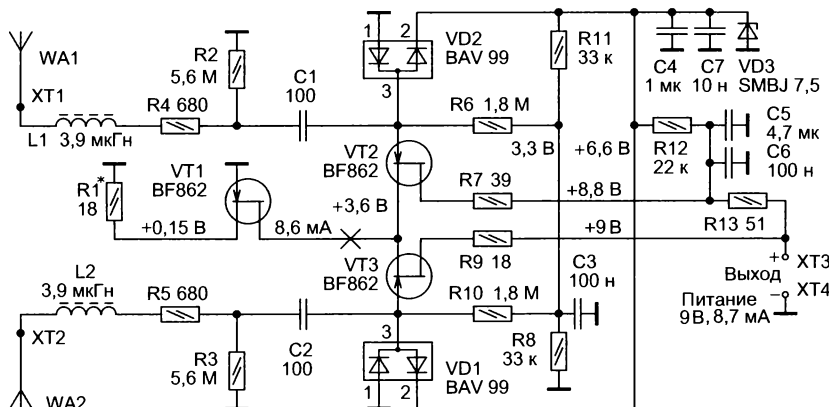 WA1
XT1
L1 3,9 мкГн
R4 680
R2
5,6 М
C1
100
1 2
VD2
BAV 99
3
R11
33 к
C4
1 мк
C7
10 н
VD3
SMBJ 7,5
R6 1,8 М
3,3 В
+6,6 В
R12
22 к
C5
4,7 мк
C6
100 н
R1*
18
VT1
BF862
+0,15 В
8,6 мА
VT2
BF862
+3,6 В
R7 39
+8,8 В
R13 51
VT3
BF862
R9 18
+9 В
R10 1,8 М
C3
100 н
+ XT3
Выход
− XT4
Питание
9 В, 8,7 мА
L2
3,9 мкГн
R5 680
XT2
WA2
R3
5,6 М
C2
100
3
1 2
VD1
BAV 99
R8
33 к